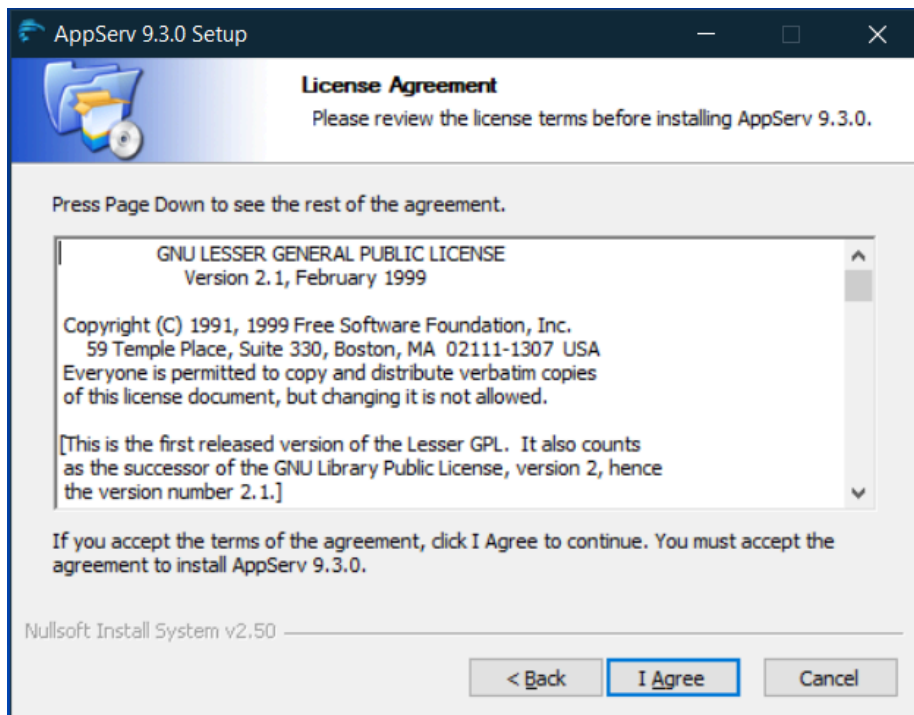 AppServ 9.3.0 Setup
License Agreement
Please review the license terms before installing AppServ 9.3.0.
Press Page Down to see the rest of the agreement.
GNU LESSER GENERAL PUBLIC LICENSE
Version 2.1, February 1999
Copyright (C) 1991, 1999 Free Software Foundation, Inc.
59 Temple Place, Suite 330, Boston, MA  02111-1307  USA
Everyone is permitted to copy and distribute verbatim copies
of this license document, but changing it is not allowed.
[This is the first released version of the Lesser GPL.  It also counts
as the successor of the GNU Library Public License, version 2, hence
the version number 2.1.]
If you accept the terms of the agreement, click I Agree to continue. You must accept the
agreement to install AppServ 9.3.0.
Nullsoft Install System v2.50
< Back
I Agree
Cancel